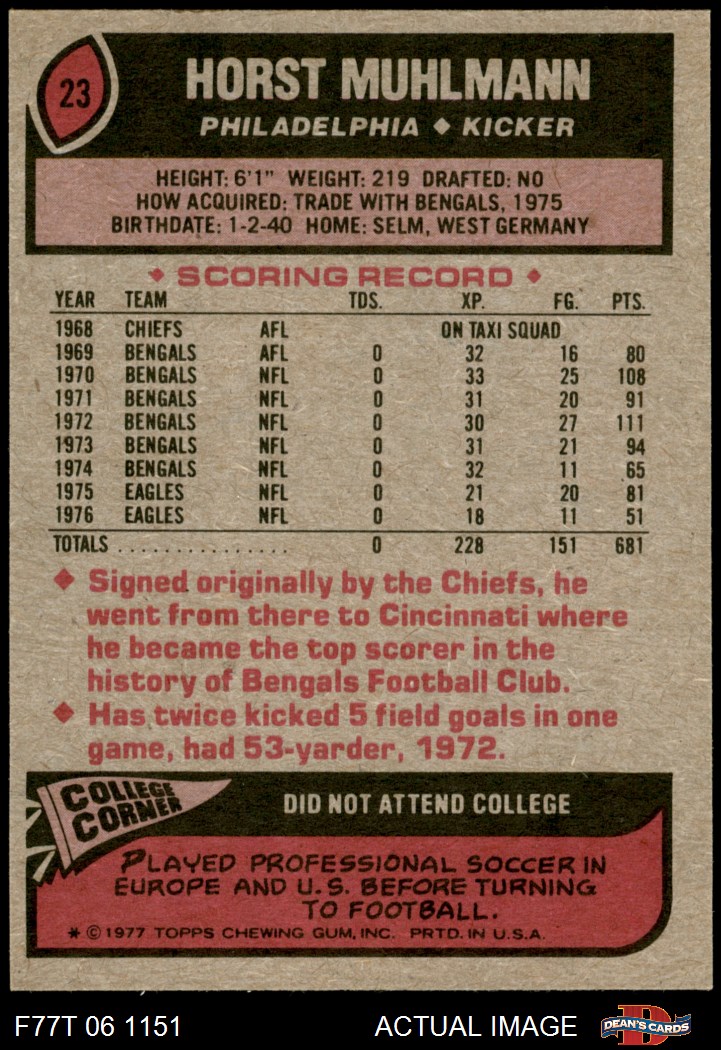 23
HORST MUHLMANN
PHILADELPHIA ◆ KICKER
HEIGHT: 6'1" WEIGHT: 219 DRAFTED: NO
HOW ACQUIRED: TRADE WITH BENGALS, 1975
BIRTHDATE: 1-2-40 HOME: SELM, WEST GERMANY
◆ SCORING RECORD ◆
YEAR TEAM TDS. XP. FG. PTS.
1968 CHIEFS AFL ON TAXI SQUAD
1969 BENGALS AFL 0 32 16 80
1970 BENGALS NFL 0 33 25 108
1971 BENGALS NFL 0 31 20 91
1972 BENGALS NFL 0 30 27 111
1973 BENGALS NFL 0 31 21 94
1974 BENGALS NFL 0 32 11 65
1975 EAGLES NFL 0 21 20 81
1976 EAGLES NFL 0 18 11 51
TOTALS ................ 0 228 151 681
◆ Signed originally by the Chiefs, he
went from there to Cincinnati where
he became the top scorer in the
history of Bengals Football Club.
◆ Has twice kicked 5 field goals in one
game, had 53-yarder, 1972.
COLLEGE
CORNER
DID NOT ATTEND COLLEGE
PLAYED PROFESSIONAL SOCCER IN
EUROPE AND U.S. BEFORE TURNING
TO FOOTBALL.
* © 1977 TOPPS CHEWING GUM, INC. PRTD. IN U.S.A.
F77T 06 1151 ACTUAL IMAGE
D
DEAN'S CARDS